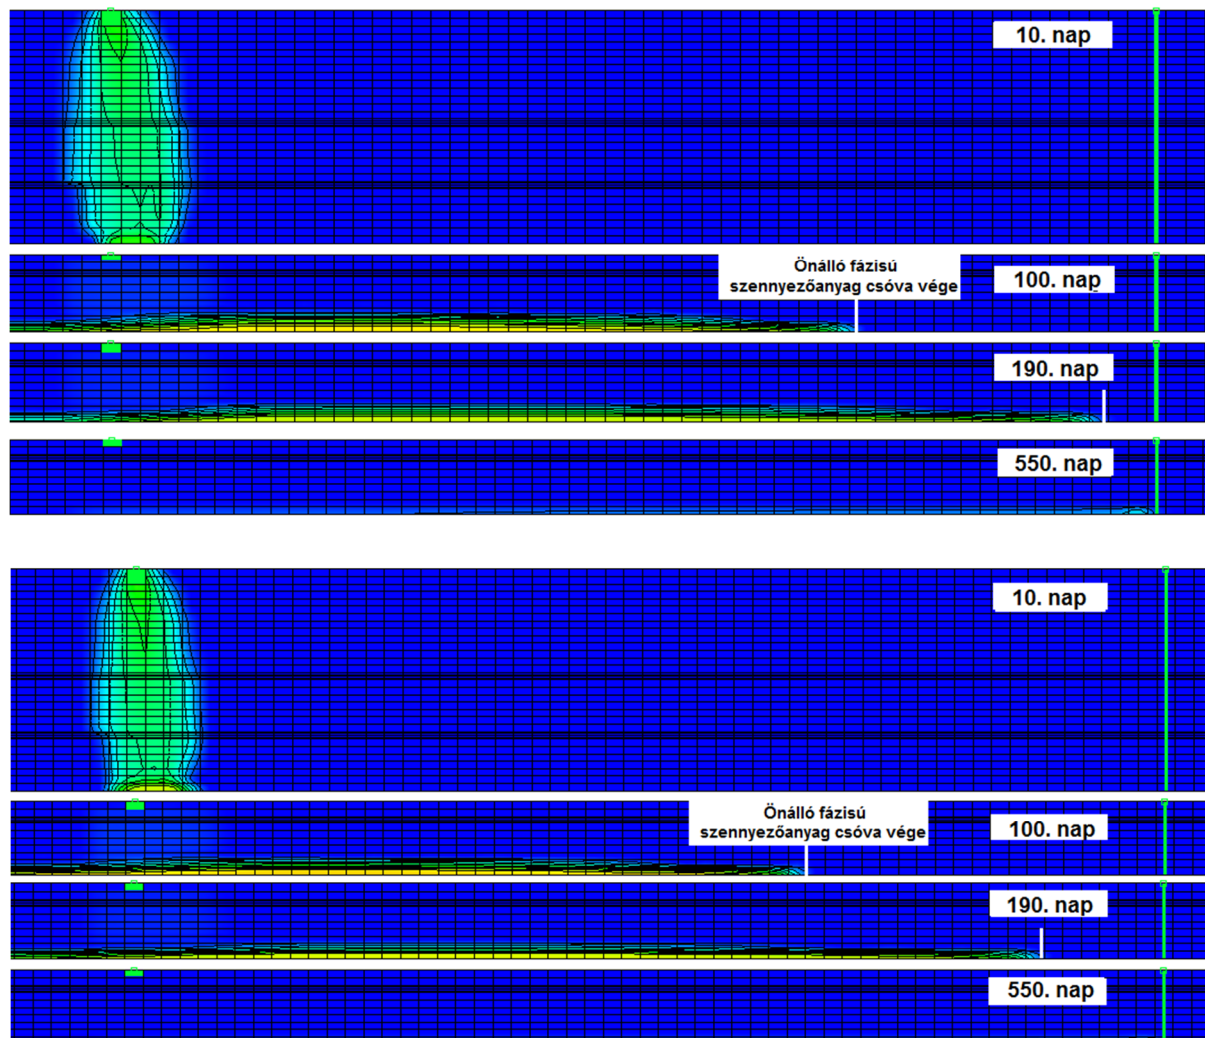 10. nap
Önálló fázisú
szennyezőanyag csóva vége
100. nap
190. nap
550. nap
10. nap
Önálló fázisú
szennyezőanyag csóva vége
100. nap
190. nap
550. nap